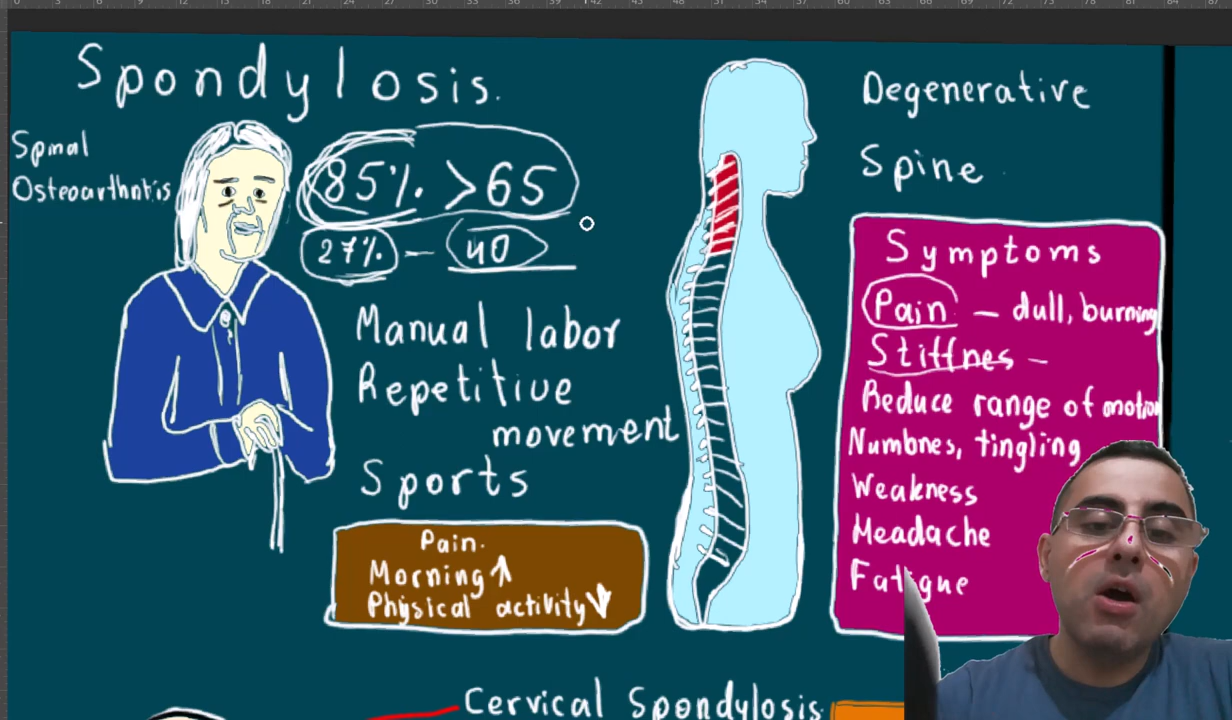 Spondylosis.
Spinal
Osteoarthritis
85% >65
27% - 40
Manual labor
Repetitive
movement
Sports
Pain.
Morning ↑
Physical activity ↓
Degenerative
Spine
Symptoms
Pain - dull, burning
Stiffnes -
Reduce range of motion
Numbnes, tingling
Weakness
Headache
Fatigue
Cervical Spondylosis